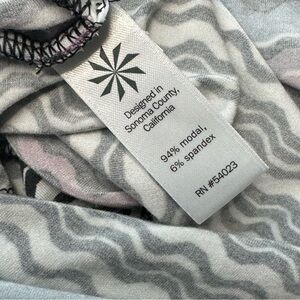 Designed in
Sonoma County,
California
94% modal,
6% spandex
RN #54023